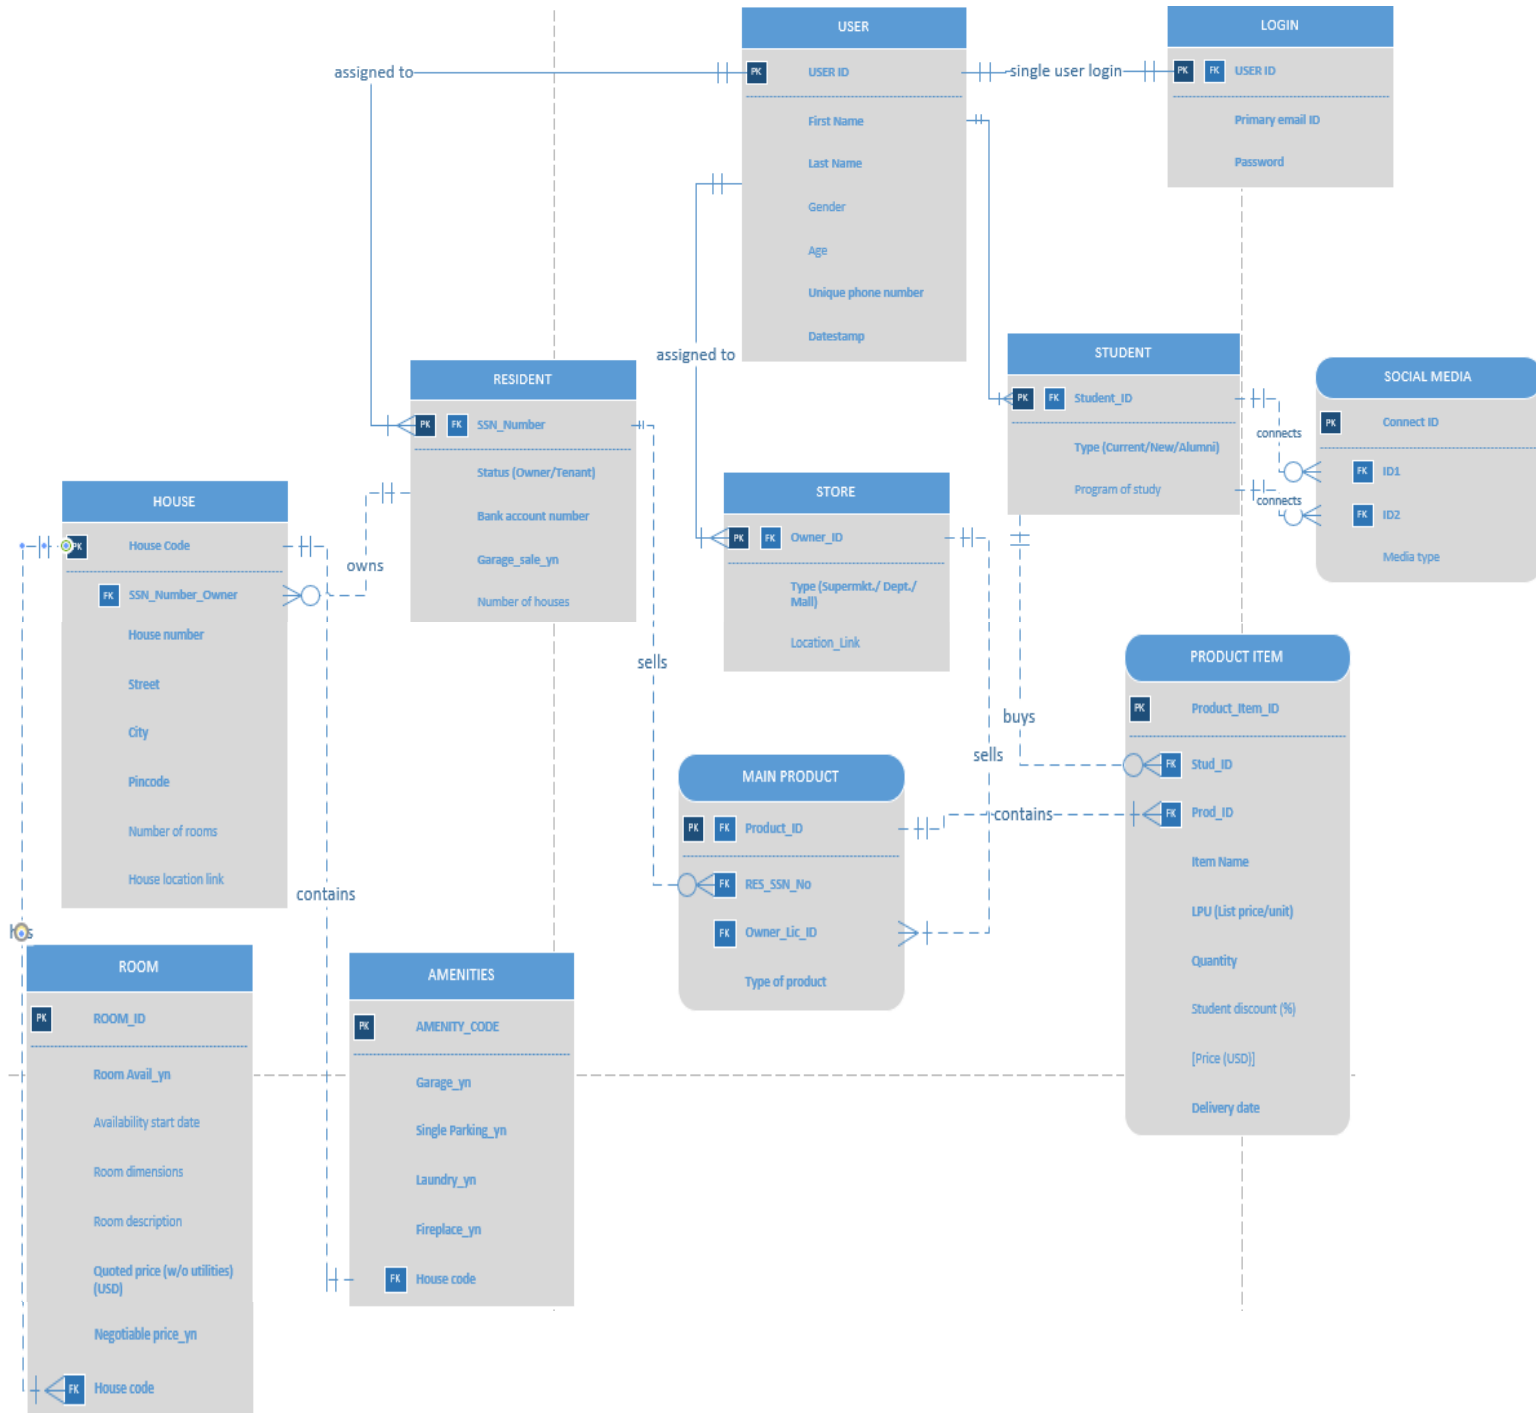 USER
PK USER ID
First Name
Last Name
Gender
Age
Unique phone number
Datestamp
LOGIN
PK FK USER ID
Primary email ID
Password
single user login
assigned to
assigned to
RESIDENT
PK FK SSN_Number
Status (Owner/Tenant)
Bank account number
Garage_sale_yn
Number of houses
STUDENT
PK FK Student_ID
Type (Current/New/Alumni)
Program of study
connects
connects
SOCIAL MEDIA
PK Connect ID
FK ID1
FK ID2
Media type
STORE
PK FK Owner_ID
Type (Supermkt./ Dept./
Mall)
Location_Link
HOUSE
PK House Code
FK SSN_Number_Owner
House number
Street
City
Pincode
Number of rooms
House location link
owns
sells
buys
sells
contains
contains
PRODUCT ITEM
PK Product_Item_ID
FK Stud_ID
FK Prod_ID
Item Name
LPU (List price/unit)
Quantity
Student discount (%)
[Price (USD)]
Delivery date
MAIN PRODUCT
PK FK Product_ID
FK RES_SSN_No
FK Owner_Lic_ID
Type of product
has
ROOM
PK ROOM_ID
Room Avail_yn
Availability start date
Room dimensions
Room description
Quoted price (w/o utilities)
(USD)
Negotiable price_yn
FK House code
AMENITIES
PK AMENITY_CODE
Garage_yn
Single Parking_yn
Laundry_yn
Fireplace_yn
FK House code